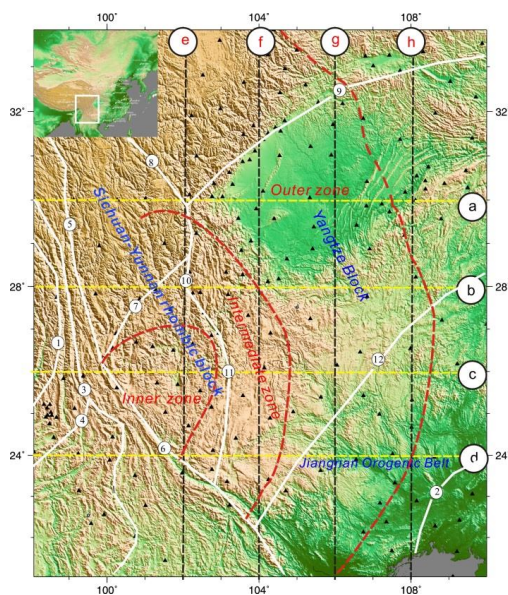 100° 104° 108°
e f g h
9
32° 32°
8
Outer zone
a
5
Sichuan Yunnan rhombic block
Yangtze Block
10
28° 28°
b
7
Intermediate zone
1
12
11
c
3
Inner zone
4
6
24° 24°
Jianghan Orogenic Belt
d
2
100° 104° 108°